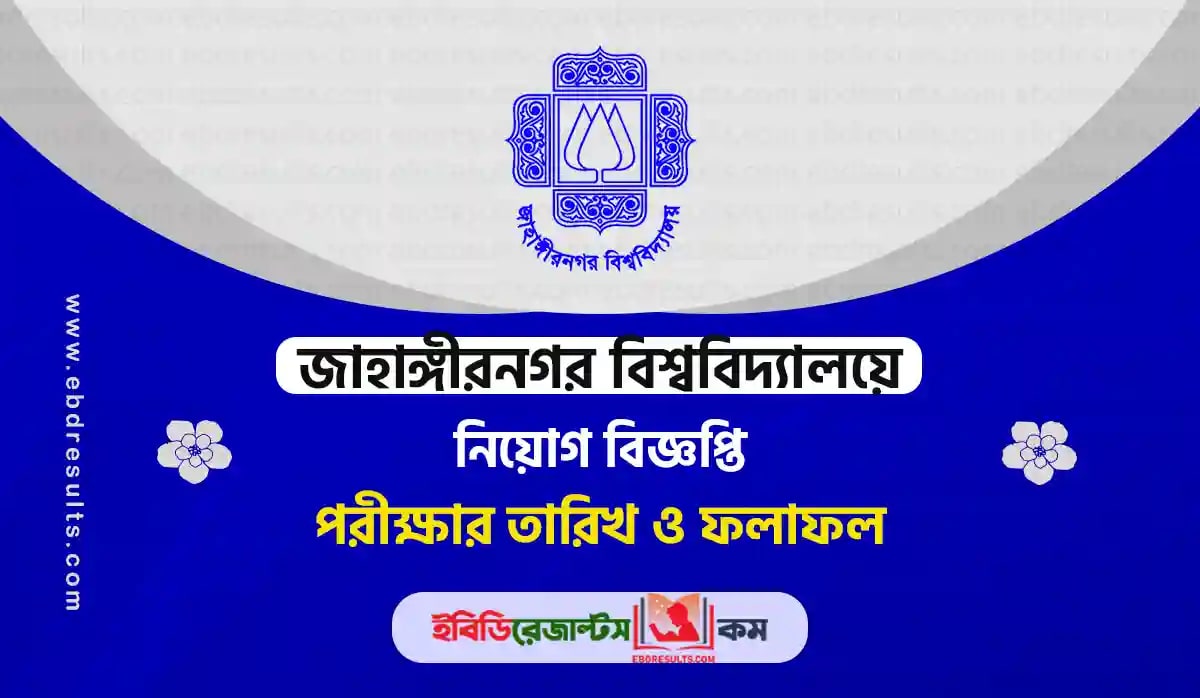 জাহাঙ্গীরনগর বিশ্ববিদ্যালয়
জাহাঙ্গীরনগর বিশ্ববিদ্যালয়ে
নিয়োগ বিজ্ঞপ্তি
পরীক্ষার তারিখ ও ফলাফল
www.ebdresults.com
ইবিডিরেজাল্টস কম
EBDRESULTS.COM